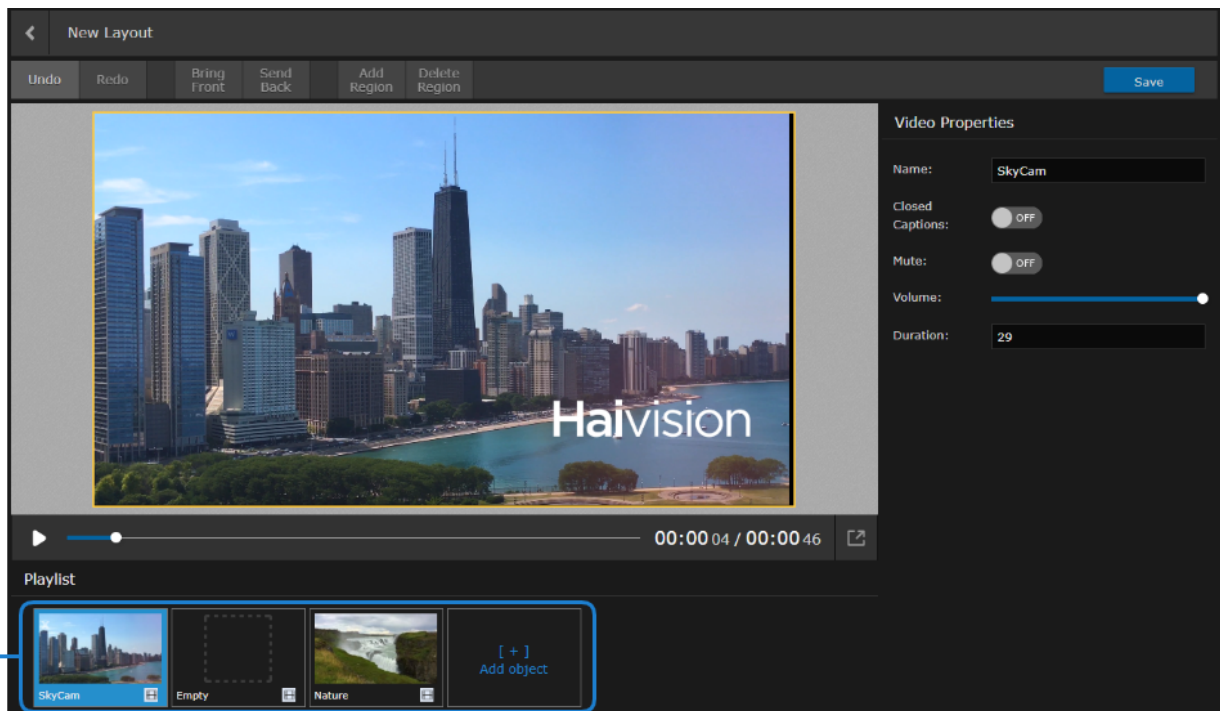 New Layout
Undo
Redo
Bring
Front
Send
Back
Add
Region
Delete
Region
Save
Haivision
Video Properties
Name:
SkyCam
Closed
Captions:
OFF
Mute:
OFF
Volume:
Duration:
29
00:00 04 / 00:00 46
Playlist
SkyCam
Empty
Nature
[ + ]
Add object